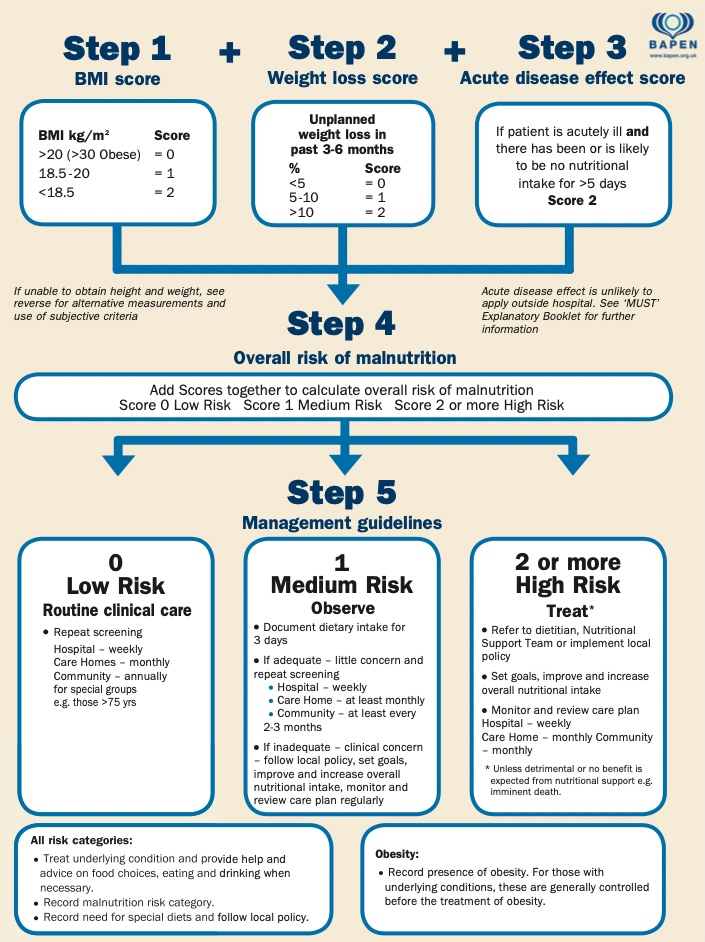 BAPEN
www.bapen.org.uk
Step 1 + Step 2 + Step 3
BMI score
Weight loss score
Acute disease effect score
BMI kg/m² Score
>20 (>30 Obese) = 0
18.5-20 = 1
<18.5 = 2
Unplanned
weight loss in
past 3-6 months
% Score
<5 = 0
5-10 = 1
>10 = 2
If patient is acutely ill and
there has been or is likely
to be no nutritional
intake for >5 days
Score 2
If unable to obtain height and weight, see
reverse for alternative measurements and
use of subjective criteria
Acute disease effect is unlikely to
apply outside hospital. See ‘MUST’
Explanatory Booklet for further
information
Step 4
Overall risk of malnutrition
Add Scores together to calculate overall risk of malnutrition
Score 0 Low Risk Score 1 Medium Risk Score 2 or more High Risk
Step 5
Management guidelines
0
Low Risk
Routine clinical care
• Repeat screening
Hospital – weekly
Care Homes – monthly
Community – annually
for special groups
e.g. those >75 yrs
1
Medium Risk
Observe
• Document dietary intake for
3 days
• If adequate – little concern and
repeat screening
• Hospital – weekly
• Care Home – at least monthly
• Community – at least every
2-3 months
• If inadequate – clinical concern
– follow local policy, set goals,
improve and increase overall
nutritional intake, monitor and
review care plan regularly
2 or more
High Risk
Treat*
• Refer to dietitian, Nutritional
Support Team or implement local
policy
• Set goals, improve and increase
overall nutritional intake
• Monitor and review care plan
Hospital – weekly
Care Home – monthly Community
– monthly
* Unless detrimental or no benefit is
expected from nutritional support e.g.
imminent death.
All risk categories:
• Treat underlying condition and provide help and
advice on food choices, eating and drinking when
necessary.
• Record malnutrition risk category.
• Record need for special diets and follow local policy.
Obesity:
• Record presence of obesity. For those with
underlying conditions, these are generally controlled
before the treatment of obesity.